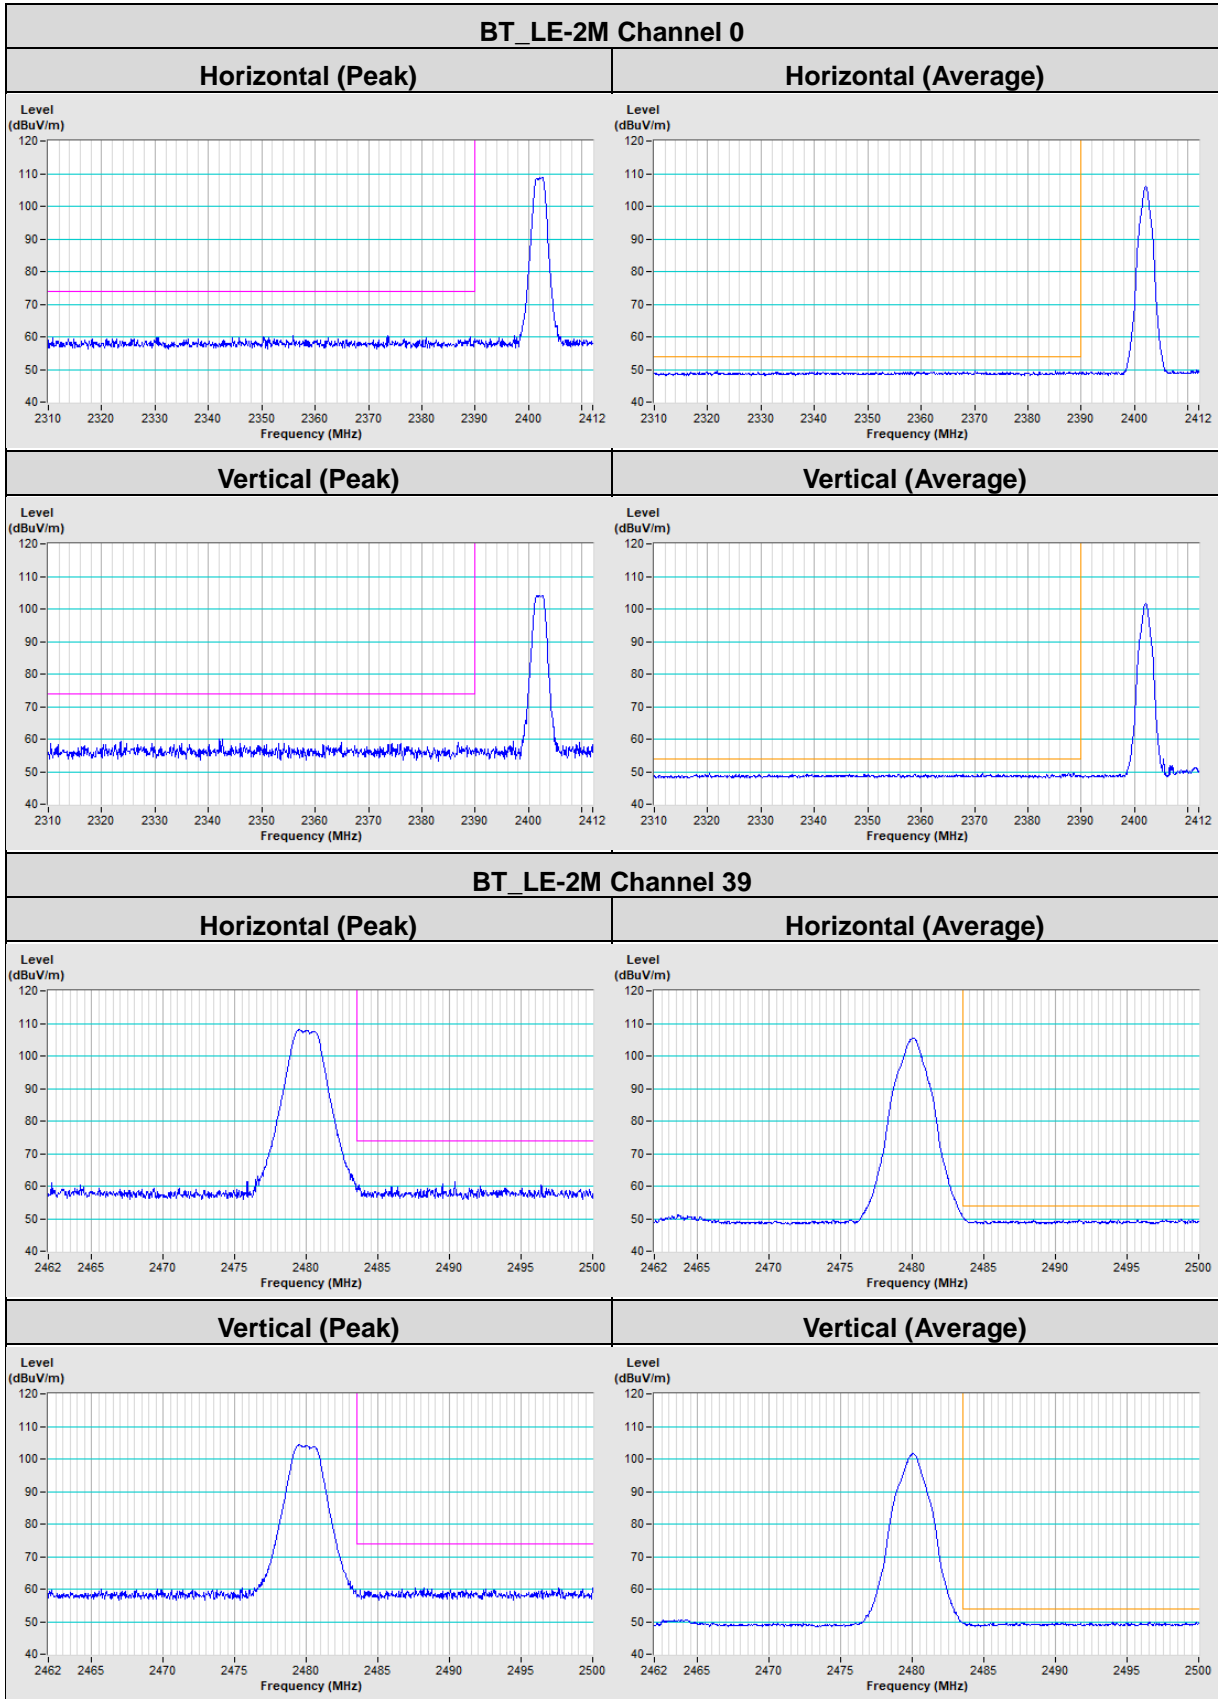 BT_LE-2M Channel 0
Horizontal (Peak) Horizontal (Average)
Level (dBuV/m) Level (dBuV/m)
120 120
110 110
100 100
90 90
80 80
70 70
60 60
50 50
40 40
2310 2320 2330 2340 2350 2360 2370 2380 2390 2400 2412 2310 2320 2330 2340 2350 2360 2370 2380 2390 2400 2412
Frequency (MHz) Frequency (MHz)
Vertical (Peak) Vertical (Average)
Level (dBuV/m) Level (dBuV/m)
120 120
110 110
100 100
90 90
80 80
70 70
60 60
50 50
40 40
2310 2320 2330 2340 2350 2360 2370 2380 2390 2400 2412 2310 2320 2330 2340 2350 2360 2370 2380 2390 2400 2412
Frequency (MHz) Frequency (MHz)
BT_LE-2M Channel 39
Horizontal (Peak) Horizontal (Average)
Level (dBuV/m) Level (dBuV/m)
120 120
110 110
100 100
90 90
80 80
70 70
60 60
50 50
40 40
2462 2465 2470 2475 2480 2485 2490 2495 2500 2462 2465 2470 2475 2480 2485 2490 2495 2500
Frequency (MHz) Frequency (MHz)
Vertical (Peak) Vertical (Average)
Level (dBuV/m) Level (dBuV/m)
120 120
110 110
100 100
90 90
80 80
70 70
60 60
50 50
40 40
2462 2465 2470 2475 2480 2485 2490 2495 2500 2462 2465 2470 2475 2480 2485 2490 2495 2500
Frequency (MHz) Frequency (MHz)